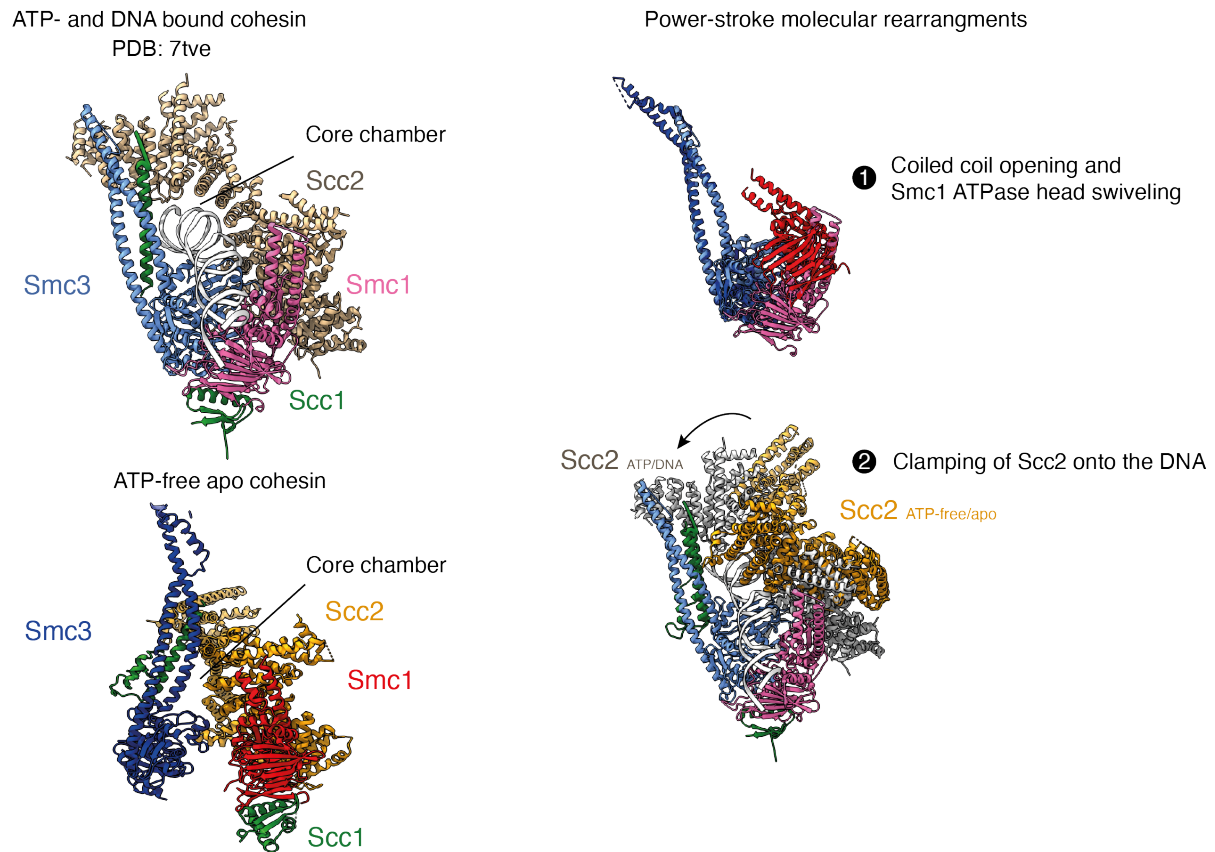 ATP- and DNA bound cohesin
PDB: 7tve
Core chamber
Scc2
Smc3
Smc1
Scc1
ATP-free apo cohesin
Core chamber
Scc2
Smc3
Smc1
Scc1
Power-stroke molecular rearrangments
1 Coiled coil opening and
Smc1 ATPase head swiveling
Scc2 ATP/DNA
2 Clamping of Scc2 onto the DNA
Scc2 ATP-free/apo